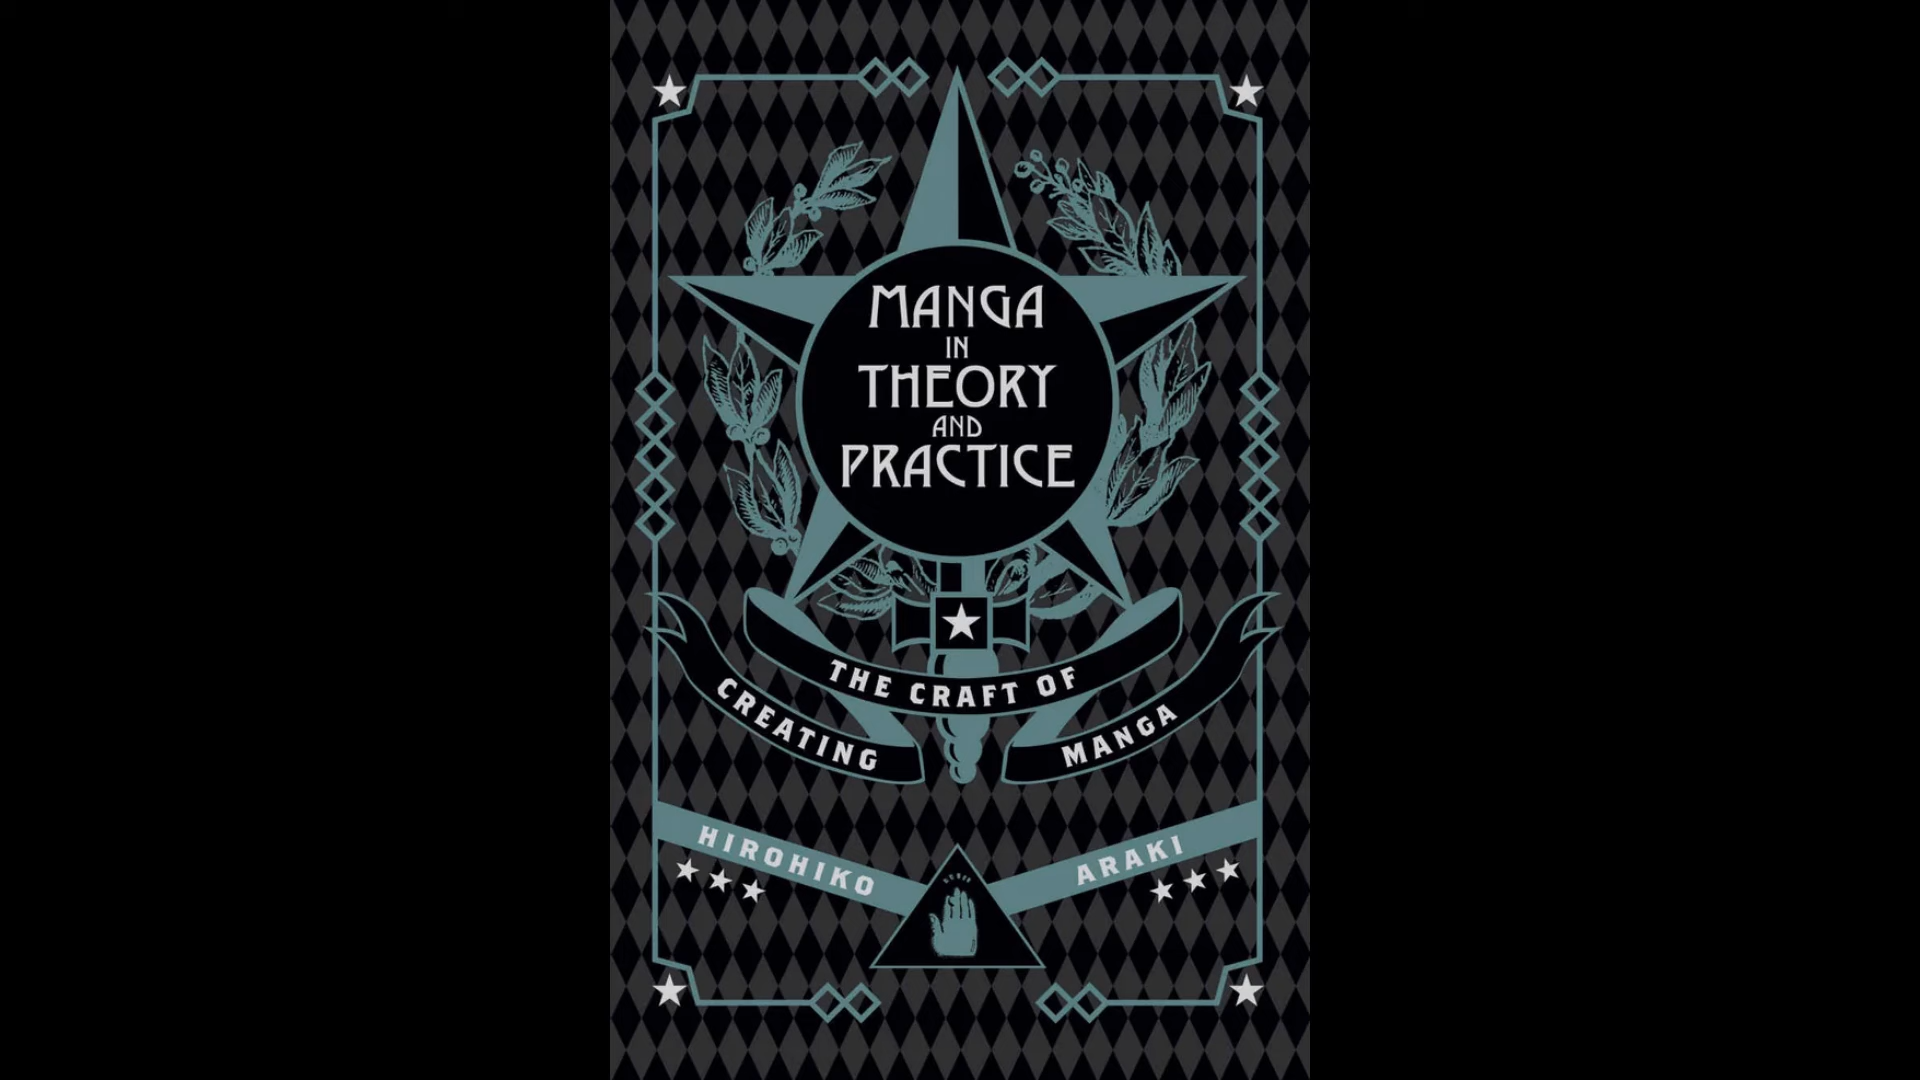 MANGA
IN
THEORY
AND
PRACTICE
THE CRAFT OF
CREATING MANGA
HIROHIKO ARAKI